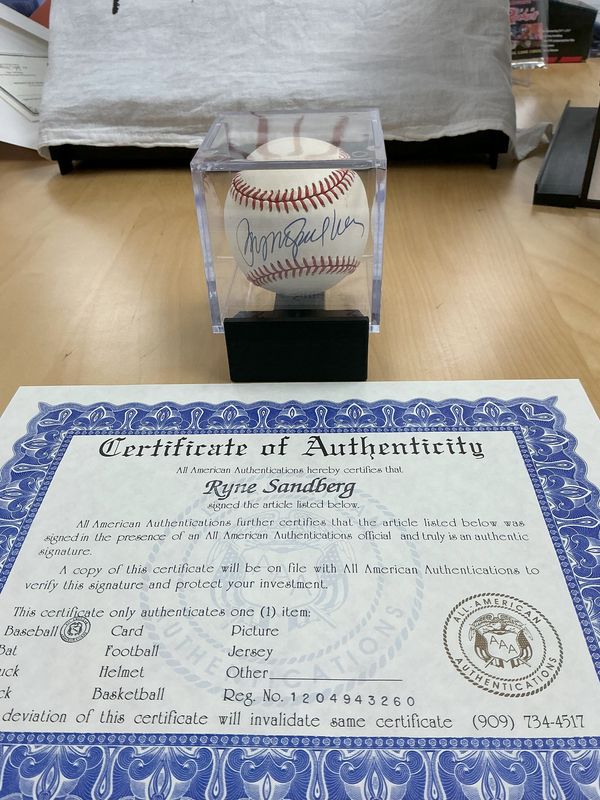 Ryne Sandberg
Certificate of Authenticity
All American Authentications hereby certifies that
Ryne Sandberg
signed the article listed below.
All American Authentications further certifies that the article listed below was
signed in the presence of an All American Authentications official and truly is an authentic
signature.
A copy of this certificate will be on file with All American Authentications to
verify this signature and protect your investment.
This certificate only authenticates one (1) item:
Baseball Card Picture
Bat Football Jersey
uck Helmet Other
ck Basketball Reg. No. 1204943260
deviation of this certificate will invalidate same certificate (909) 734-4517
ALL-AMERICAN
AAA
AUTHENTICATIONS